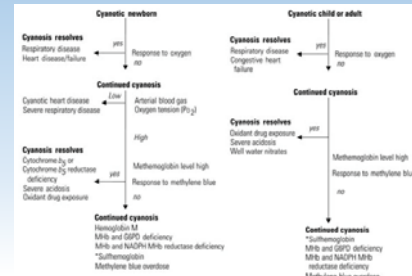 Cyanotic newborn
Cyanosis resolves
Respiratory disease
Heart disease/failure
yes
Response to oxygen
no
Continued cyanosis
Cyanotic heart disease
Severe respiratory disease
Low
Arterial blood gas
Oxygen tension (Po2)
High
Cyanosis resolves
Cytochrome b5 or
Cytochrome b5 reductase
deficiency
Severe acidosis
Oxidant drug exposure
yes
Methemoglobin level high
Response to methylene blue
no
Continued cyanosis
Hemoglobin M
MHb and G6PD deficiency
MHb and NADPH MHb reductase deficiency
*Sulfhemoglobin
Methylene blue overdose
Cyanotic child or adult
Cyanosis resolves
Respiratory disease
Congestive heart
failure
yes
Response to oxygen
no
Continued cyanosis
Cyanosis resolves
Oxidant drug exposure
Severe acidosis
Well water nitrates
yes
Methemoglobin level high
Response to methylene blu
no
Continued cyanosis
*Sulfhemoglobin
MHb and G6PD deficiency
MHb and NADPH MHb
reductase deficiency
Methylene blue overdose